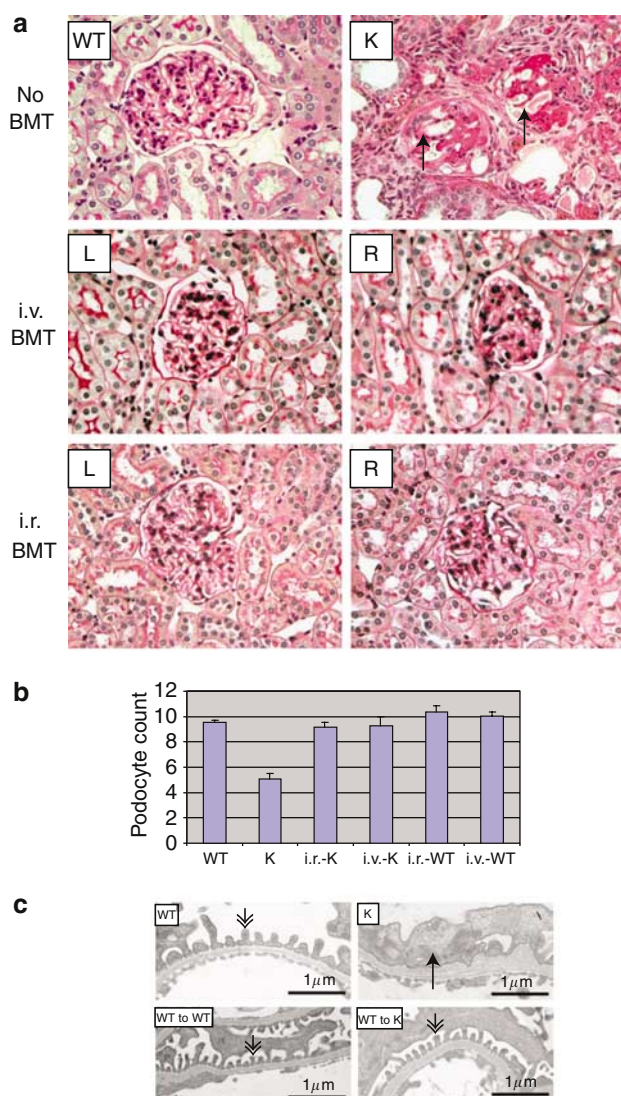 a
WT
K
No
BMT
L
R
i.v.
BMT
L
R
i.r.
BMT
b
Podocyte count
12
10
8
6
4
2
0
WT K i.r.-K i.v.-K i.r.-WT i.v.-WT
c
WT
K
1μm
1μm
WT to WT
WT to K
1μm
1μm